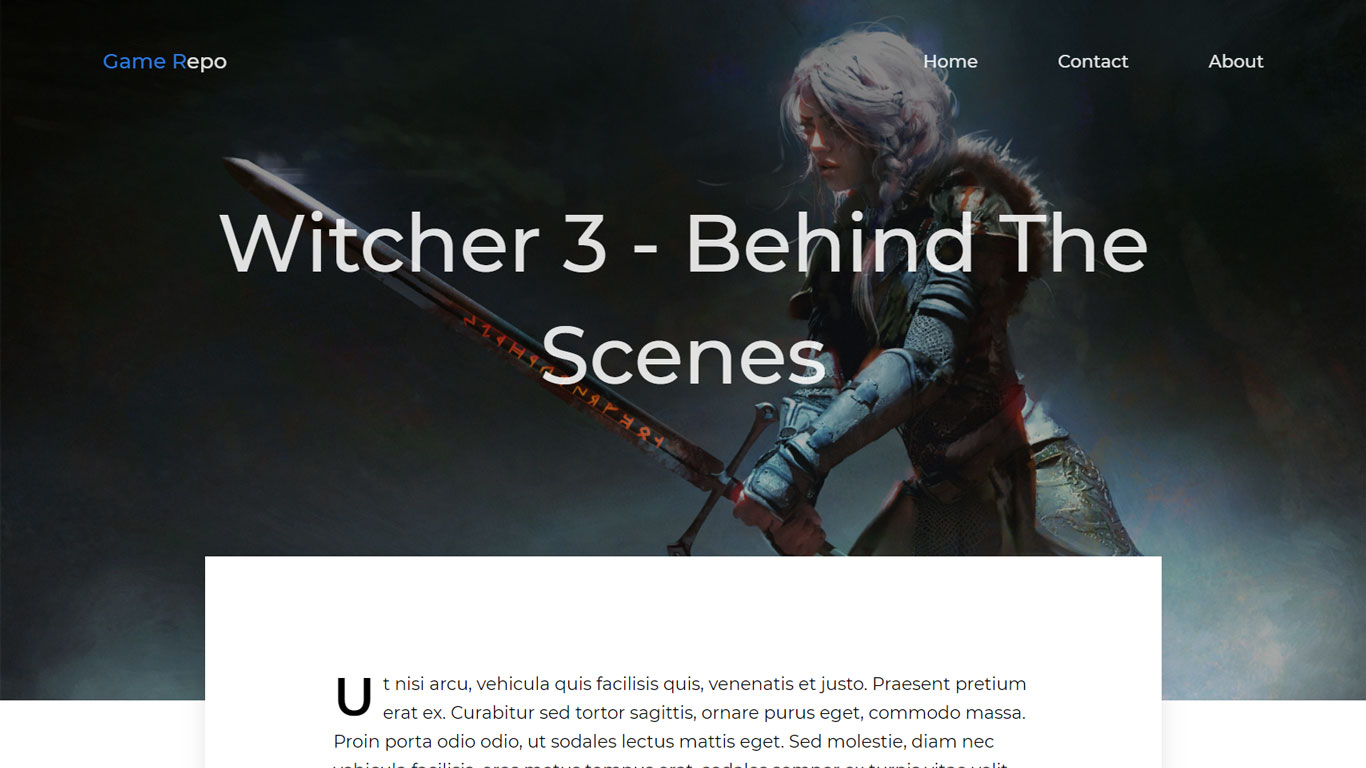 Game Repo
Home Contact About
Witcher 3 - Behind The
Scenes
Ut nisi arcu, vehicula quis facilisis quis, venenatis et justo. Praesent pretium
erat ex. Curabitur sed tortor sagittis, ornare purus eget, commodo massa.
Proin porta odio odio, ut sodales lectus mattis eget. Sed molestie, diam nec